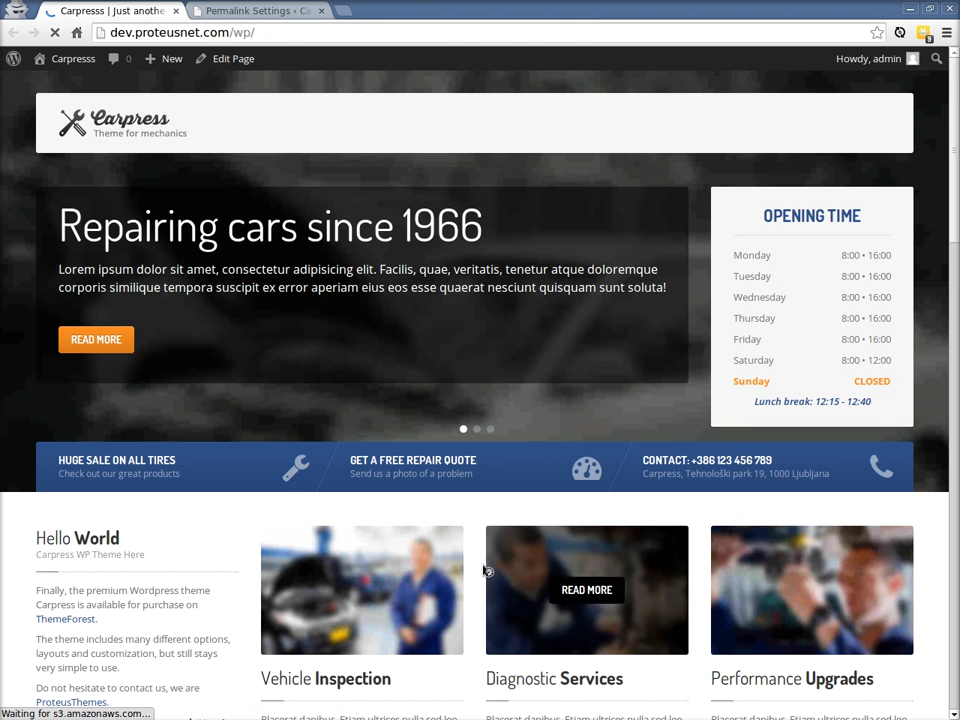 Carpresss | Just anothe
Permalink Settings ‹ Ca
dev.proteusnet.com/wp/
9
Carpresss
0
New
Edit Page
Howdy, admin
Carpress
Theme for mechanics
Repairing cars since 1966
Lorem ipsum dolor sit amet, consectetur adipisicing elit. Facilis, quae, veritatis, tenetur atque doloremque
corporis similique tempora suscipit ex error aperiam eius eos esse quaerat nesciunt quisquam sunt soluta!
READ MORE
OPENING TIME
Monday 8:00 • 16:00
Tuesday 8:00 • 16:00
Wednesday 8:00 • 16:00
Thursday 8:00 • 16:00
Friday 8:00 • 16:00
Saturday 8:00 • 12:00
Sunday CLOSED
Lunch break: 12:15 - 12:40
HUGE SALE ON ALL TIRES
Check out our great products
GET A FREE REPAIR QUOTE
Send us a photo of a problem
CONTACT: +386 123 456 789
Carpress, Tehnološki park 19, 1000 Ljubljana
Hello World
Carpress WP Theme Here
Finally, the premium Wordpress theme
Carpress is available for purchase on
ThemeForest.
The theme includes many different options,
layouts and customization, but still stays
very simple to use.
Do not hesitate to contact us, we are
ProteusThemes.
READ MORE
Vehicle Inspection
Diagnostic Services
Performance Upgrades
Waiting for s3.amazonaws.com...